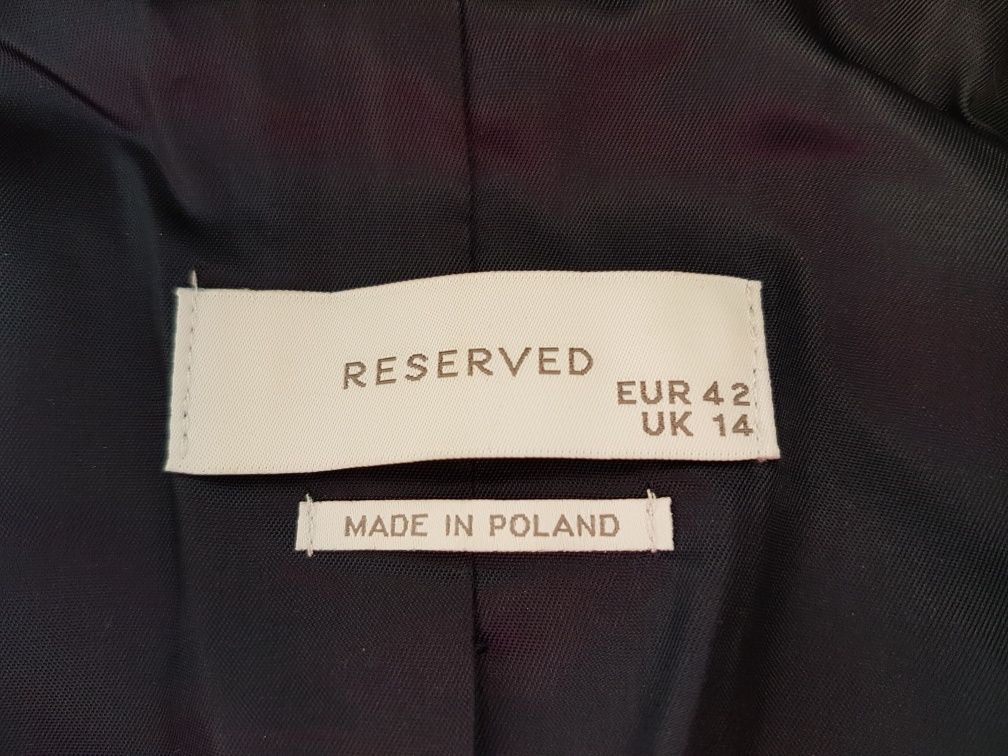 RESERVED
EUR 42
UK 14
MADE IN POLAND